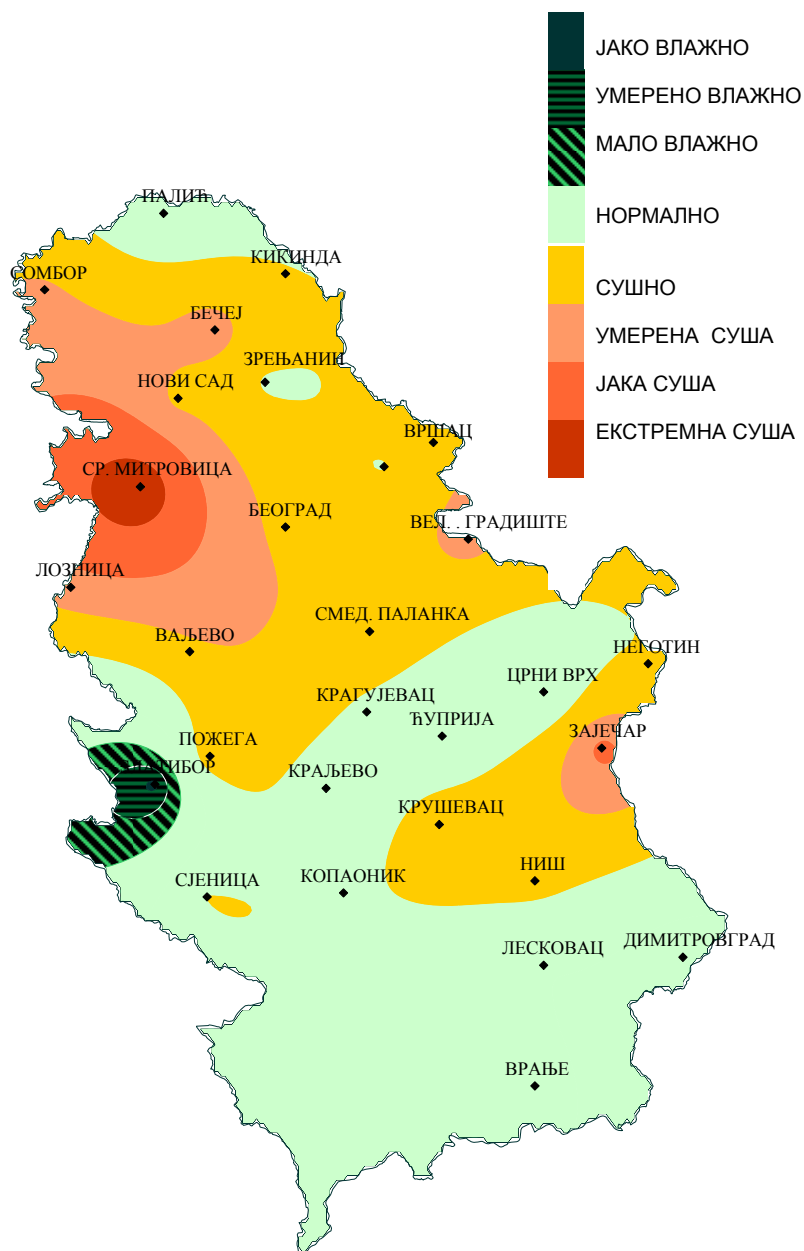 ЈАКО ВЛАЖНО
УМЕРЕНО ВЛАЖНО
МАЛО ВЛАЖНО
НОРМАЛНО
СУШНО
УМЕРЕНА СУША
ЈАКА СУША
ЕКСТРЕМНА СУША
ПАЛИЋ
КИКИНДА
СОМБОР
БЕЧЕЈ
ЗРЕЊАНИН
НОВИ САД
ВРШАЦ
СР. МИТРОВИЦА
БЕОГРАД
ВЕЛ. . ГРАДИШТЕ
ЛОЗНИЦА
СМЕД. ПАЛАНКА
ВАЉЕВО
НЕГОТИН
ЦРНИ ВРХ
КРАГУЈЕВАЦ
ЋУПРИЈА
ЗАЈЕЧАР
ПОЖЕГА
ЗЛАТИБОР
КРАЉЕВО
КРУШЕВАЦ
НИШ
СЈЕНИЦА
КОПАОНИК
ЛЕСКОВАЦ
ДИМИТРОВГРАД
ВРАЊЕ